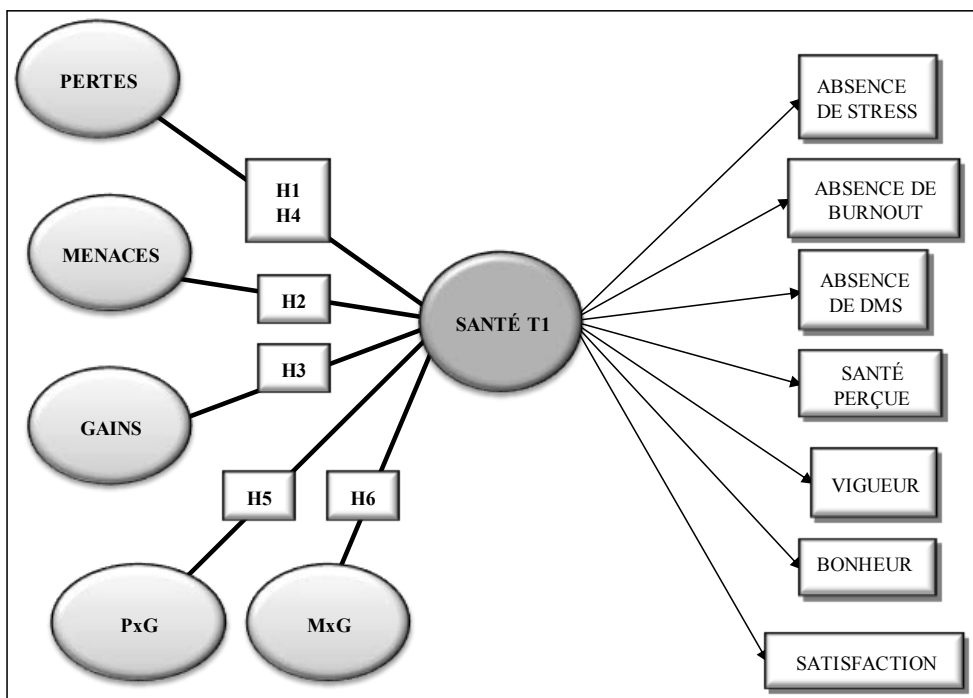 PERTES
H1
H4
MENACES
H2
GAINS
H3
H5
H6
PxG
MxG
SANTÉ T1
ABSENCE
DE STRESS
ABSENCE DE
BURNOUT
ABSENCE
DE DMS
SANTÉ
PERÇUE
VIGUEUR
BONHEUR
SATISFACTION